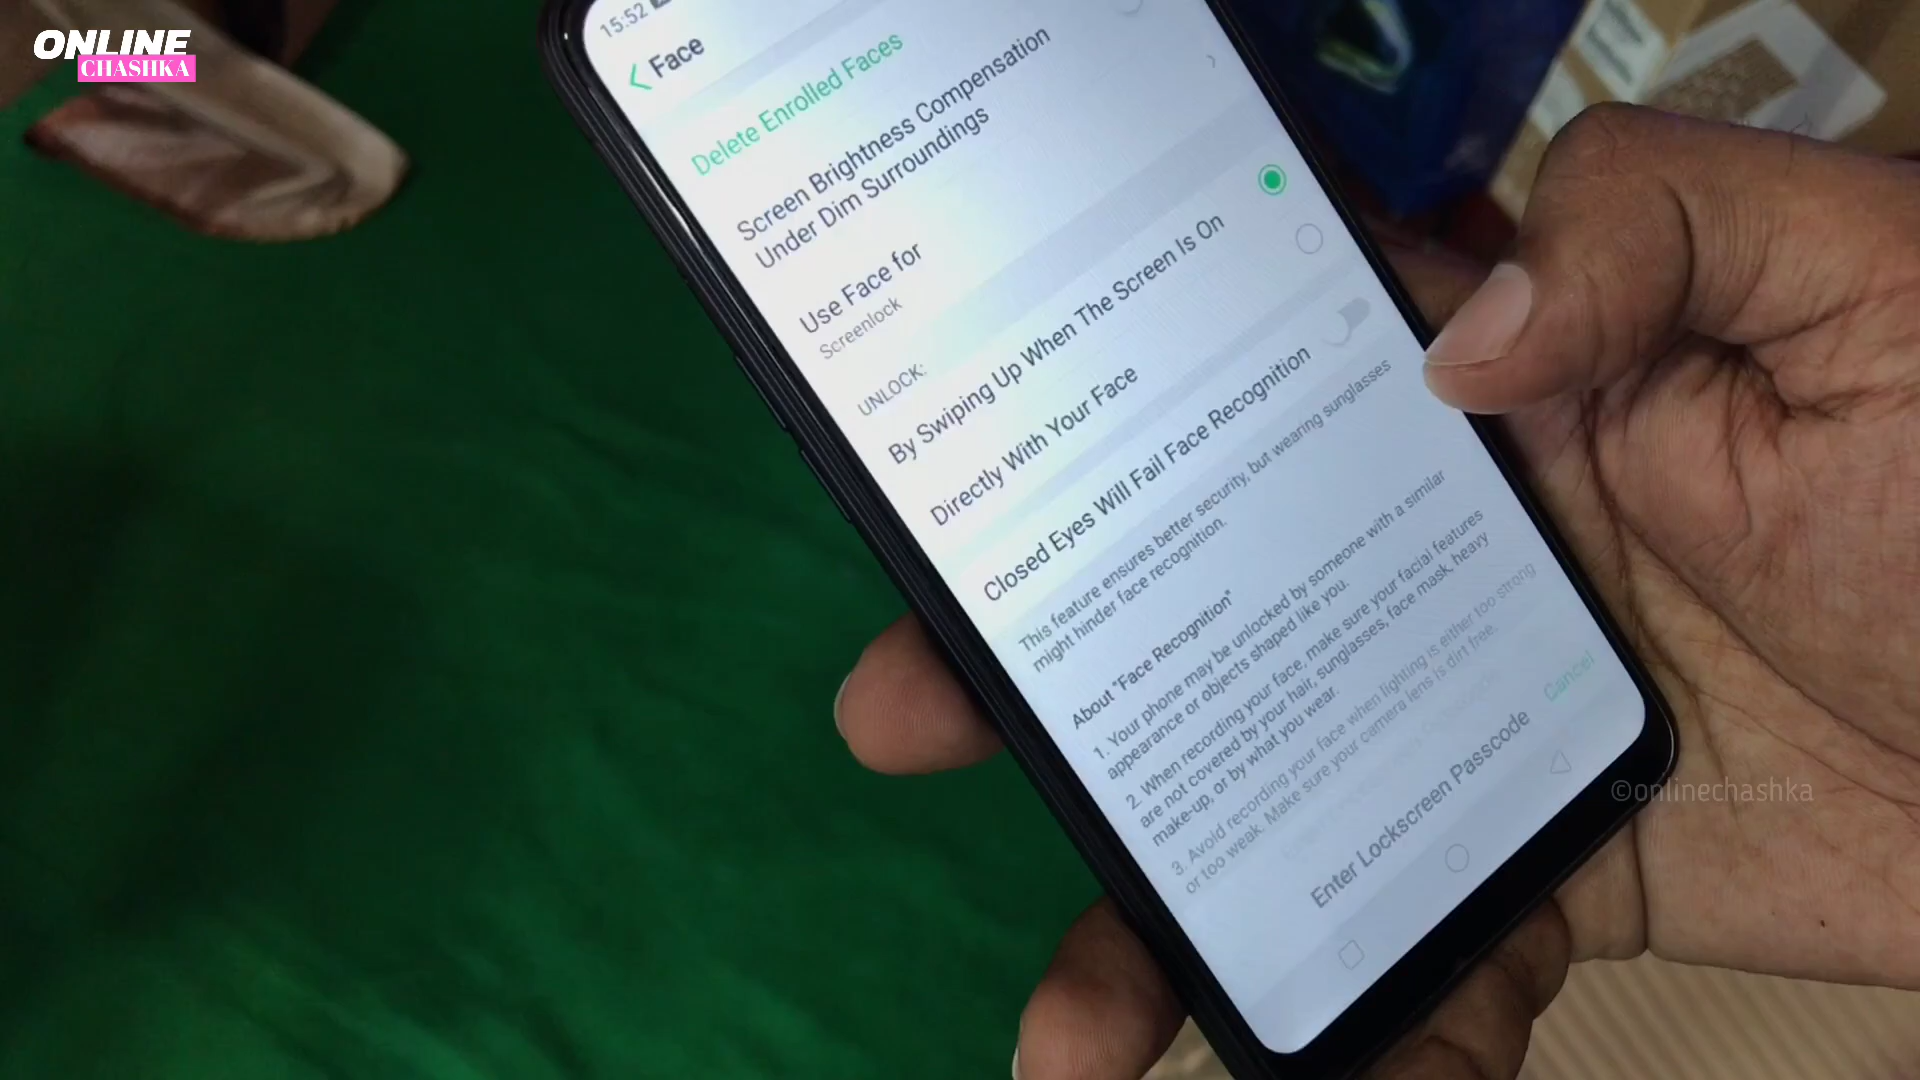 ONLINE
CHASHKA
15:52
Face
Delete Enrolled Faces
Screen Brightness Compensation
Under Dim Surroundings
Use Face for
Screenlock
UNLOCK:
By Swiping Up When The Screen Is On
Directly With Your Face
Closed Eyes Will Fail Face Recognition
This feature ensures better security, but wearing sunglasses
might hinder face recognition.
About "Face Recognition"
1. Your phone may be unlocked by someone with a similar
appearance or objects shaped like you.
2. When recording your face, make sure your facial features
are not covered by your hair, sunglasses, face mask, heavy
make-up, or by what you wear.
3. Avoid recording your face when lighting is either too strong
or too weak. Make sure your camera lens is dirt free.
Cancel
Enter Lockscreen Passcode
©onlinechashka